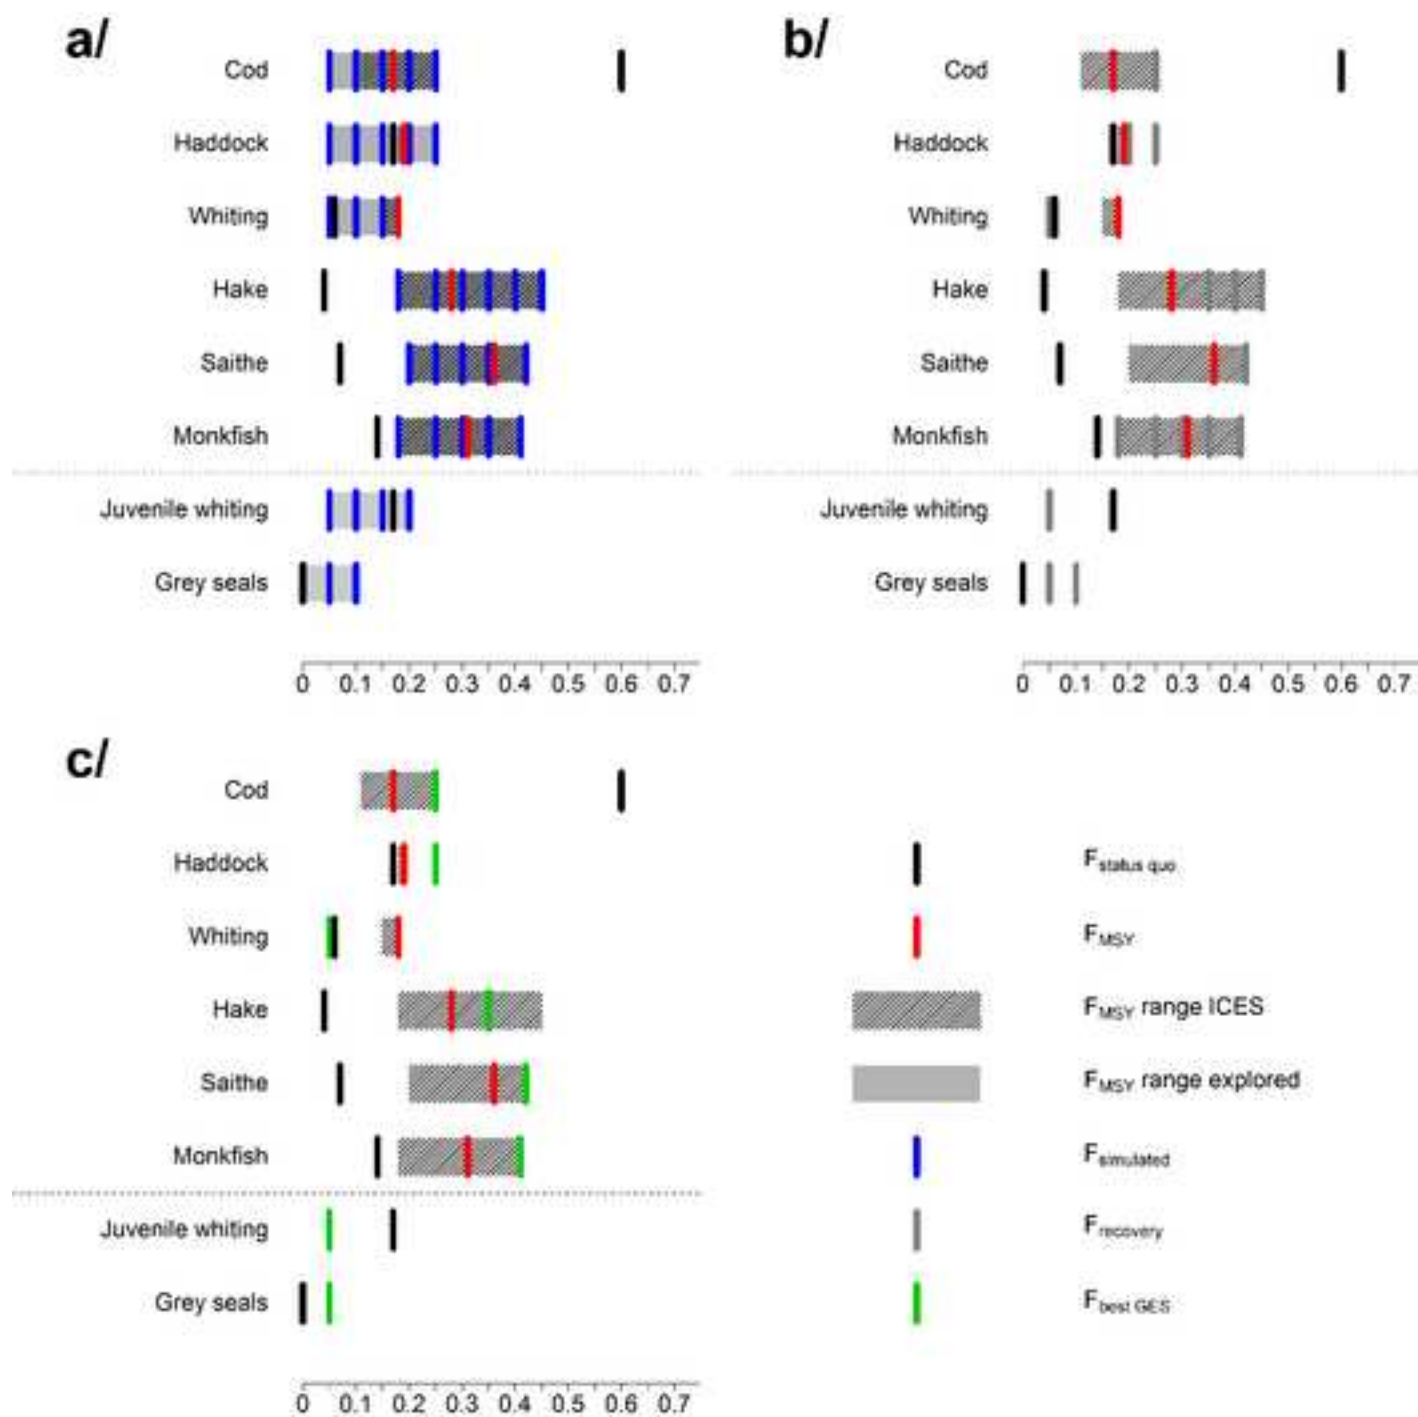 a/
Cod
Haddock
Whiting
Hake
Saithe
Monkfish
Juvenile whiting
Grey seals
0 0.1 0.2 0.3 0.4 0.5 0.6 0.7
b/
Cod
Haddock
Whiting
Hake
Saithe
Monkfish
Juvenile whiting
Grey seals
0 0.1 0.2 0.3 0.4 0.5 0.6 0.7
c/
Cod
Haddock
Whiting
Hake
Saithe
Monkfish
Juvenile whiting
Grey seals
0 0.1 0.2 0.3 0.4 0.5 0.6 0.7
Fstatus quo
FMSY
FMSY range ICES
FMSY range explored
Fsimulated
Frecovery
Fbest GES